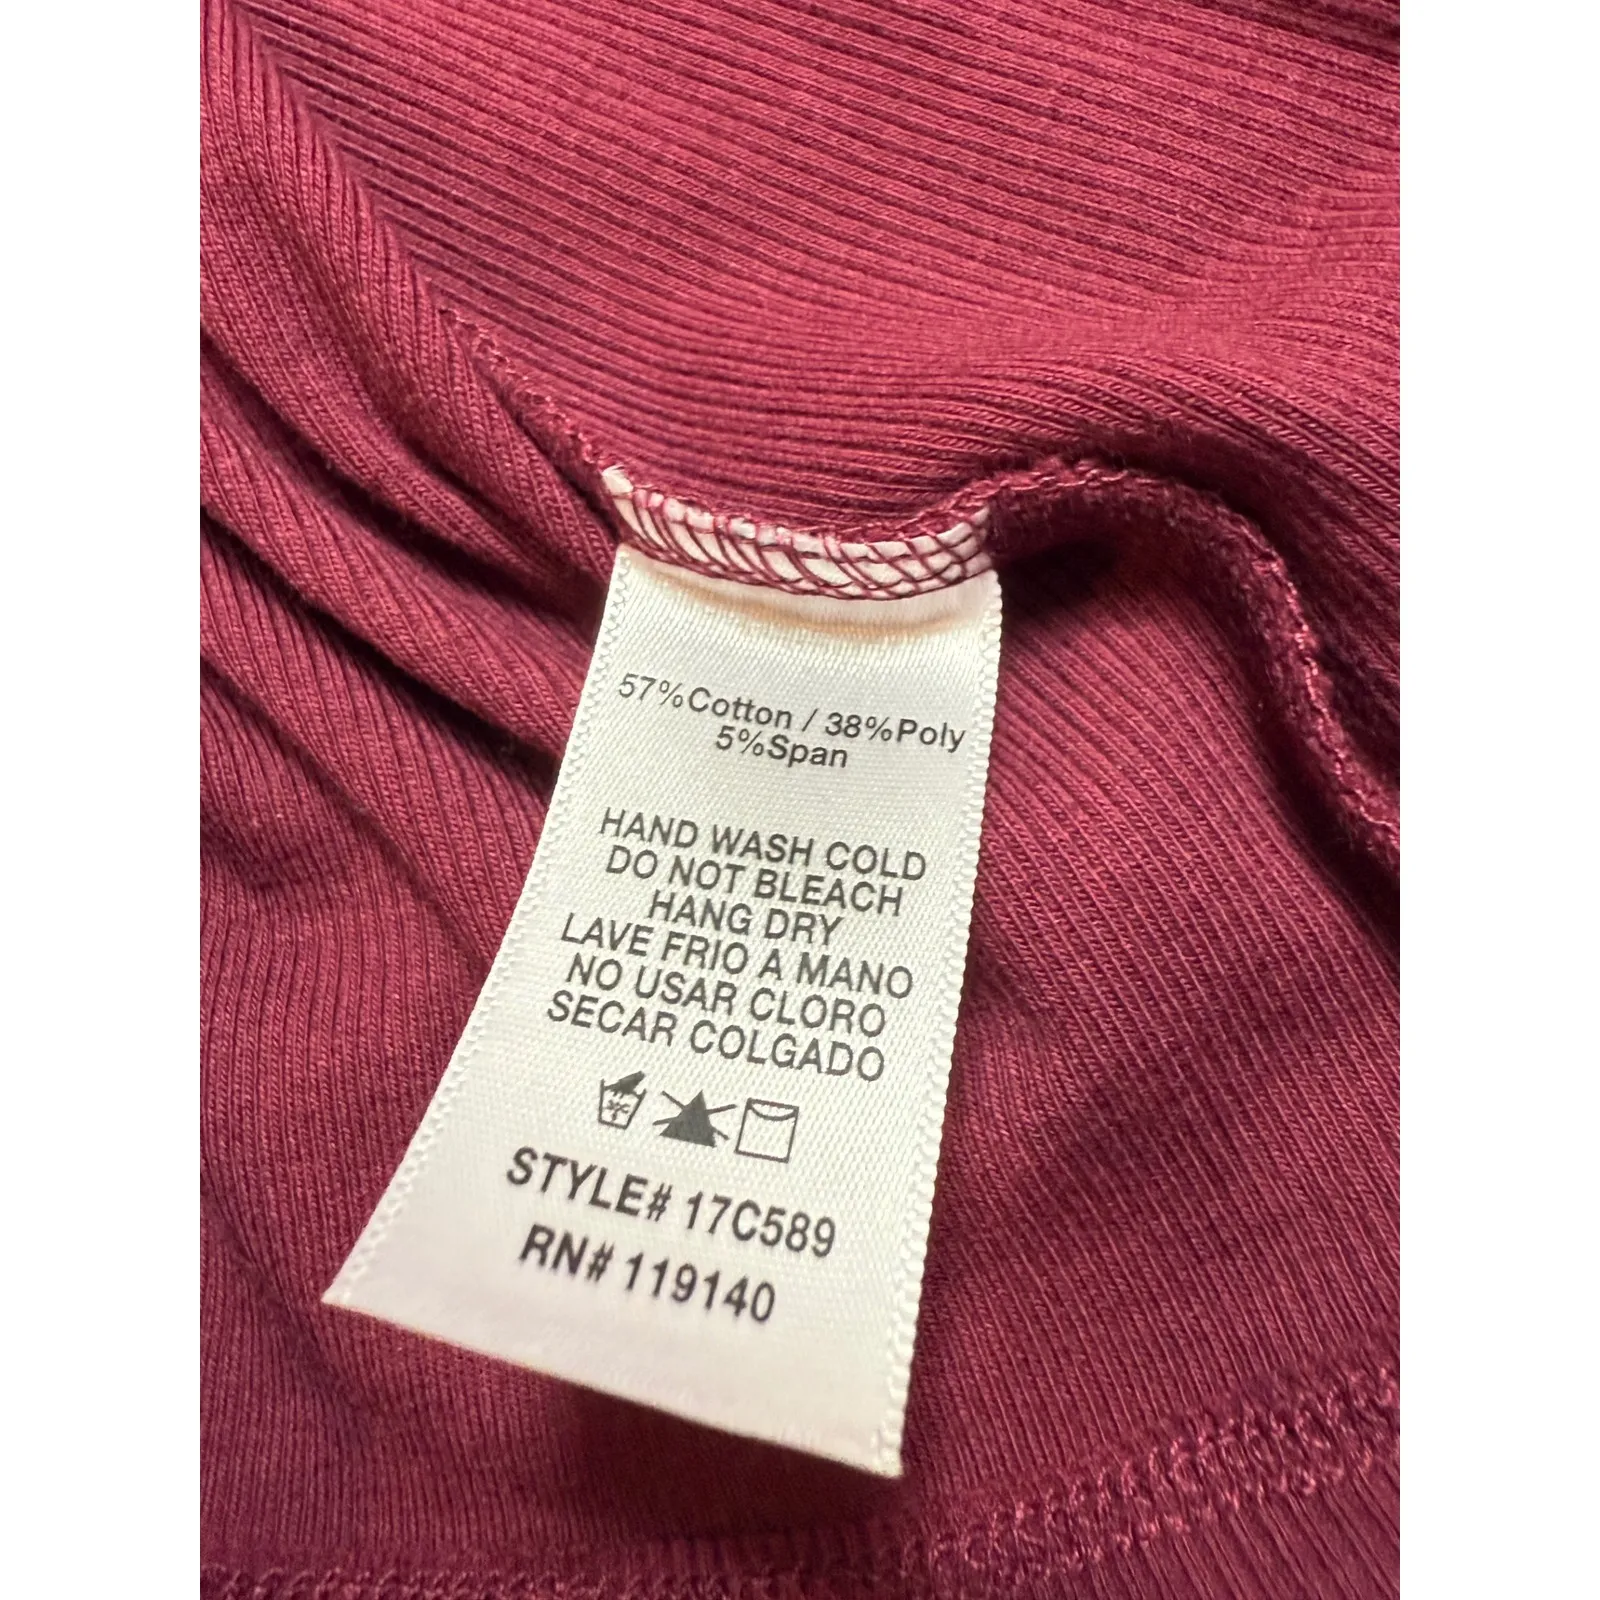 57%Cotton / 38%Poly
5%Span
HAND WASH COLD
DO NOT BLEACH
HANG DRY
LAVE FRIO A MANO
NO USAR CLORO
SECAR COLGADO
30C
STYLE# 17C589
RN# 119140